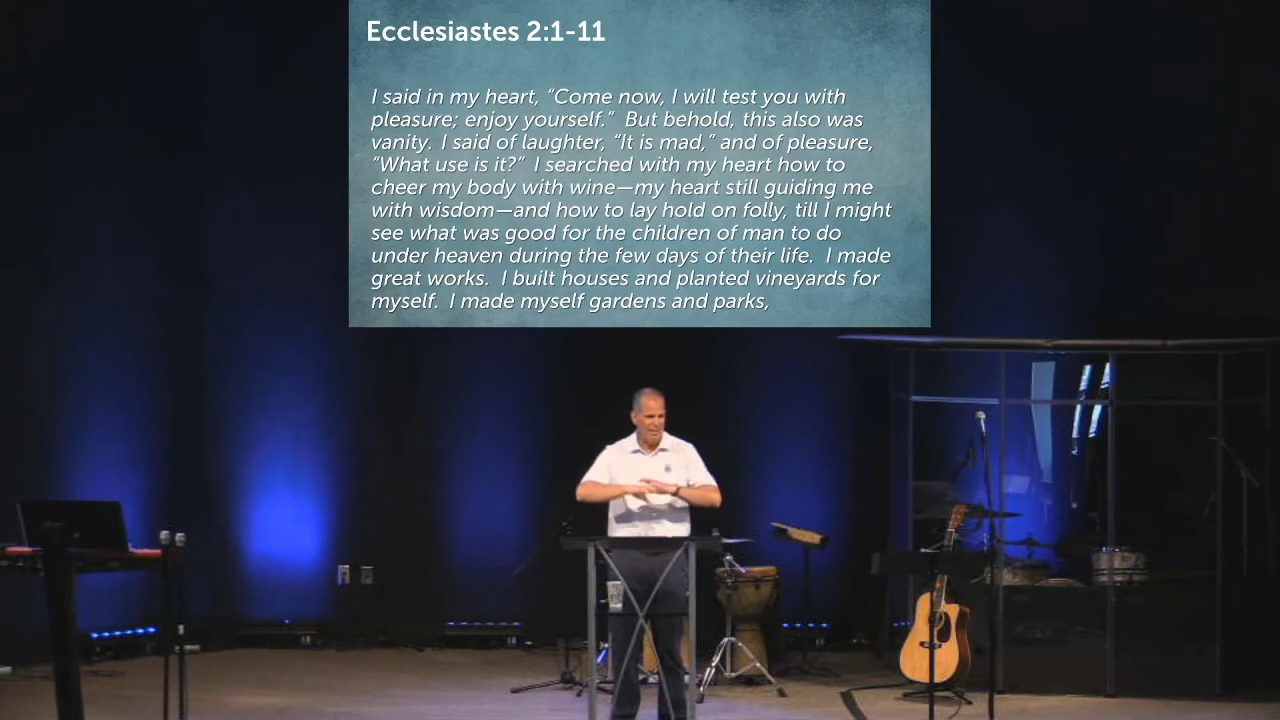 Ecclesiastes 2:1-11
I said in my heart, “Come now, I will test you with
pleasure; enjoy yourself.”  But behold, this also was
vanity.  I said of laughter, “It is mad,” and of pleasure,
“What use is it?”  I searched with my heart how to
cheer my body with wine—my heart still guiding me
with wisdom—and how to lay hold on folly, till I might
see what was good for the children of man to do
under heaven during the few days of their life.  I made
great works.  I built houses and planted vineyards for
myself.  I made myself gardens and parks,